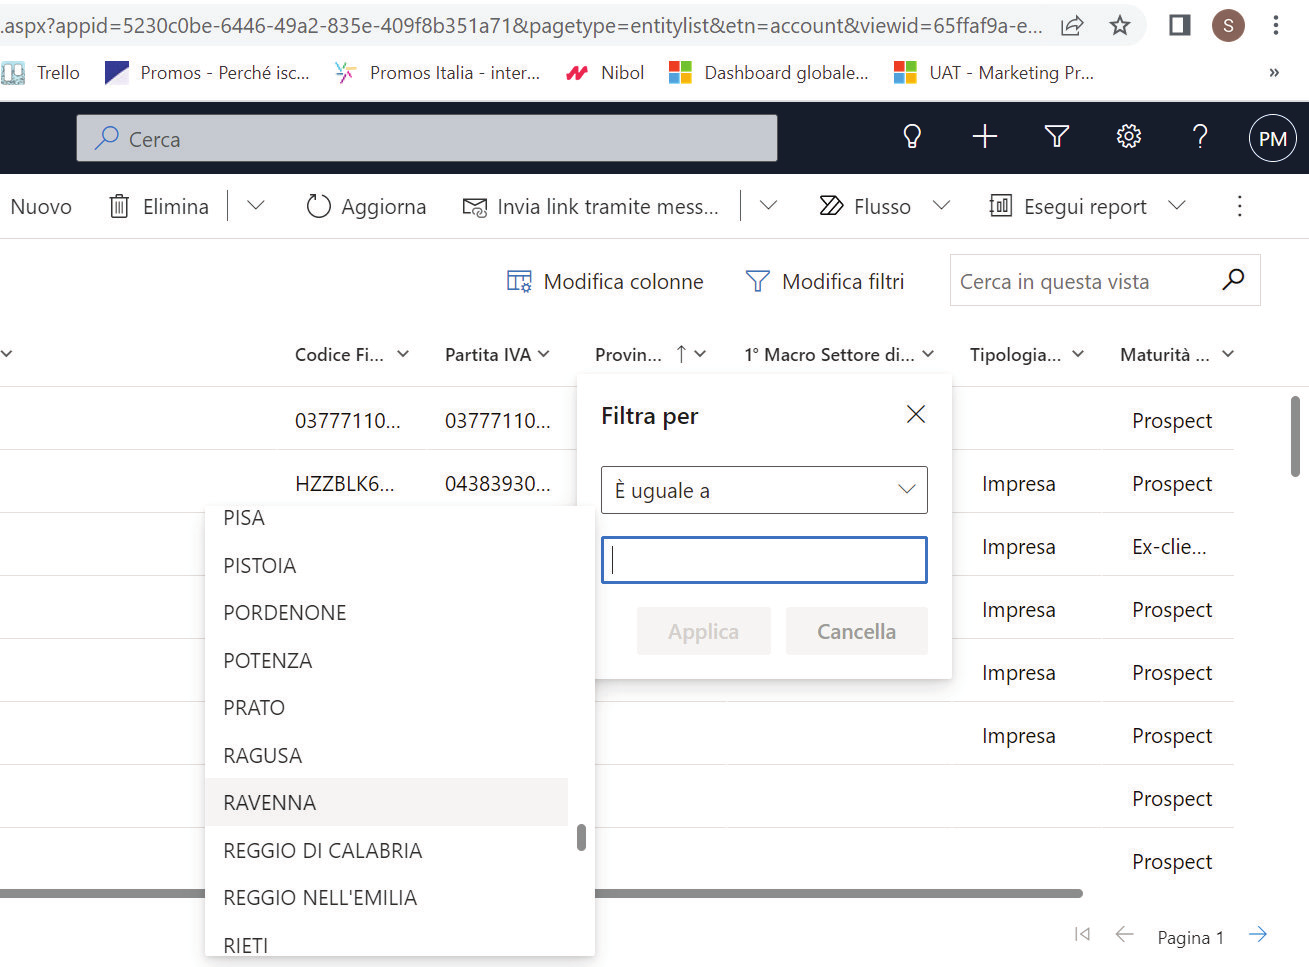 .aspx?appid=5230c0be-6446-49a2-835e-409f8b351a71&pagetype=entitylist&etn=account&viewid=65ffaf9a-e... S
Trello Promos - Perché isc... Promos Italia - inter... Nibol Dashboard globale... UAT - Marketing Pr... »
Cerca ? PM
Nuovo Elimina Aggiorna Invia link tramite mess... Flusso Esegui report
Modifica colonne Modifica filtri Cerca in questa vista
Codice Fi... Partita IVA Provin... ↑ 1° Macro Settore di... Tipologia... Maturità ...
Filtra per
03777110... 03777110... Prospect
È uguale a
HZZBLK6... 04383930... Impresa Prospect
PISA
Impresa Ex-clie...
PISTOIA
PORDENONE
Impresa Prospect
Applica Cancella
POTENZA
Impresa Prospect
PRATO
Impresa Prospect
RAGUSA
RAVENNA
Prospect
REGGIO DI CALABRIA
Prospect
REGGIO NELL'EMILIA
RIETI
Pagina 1